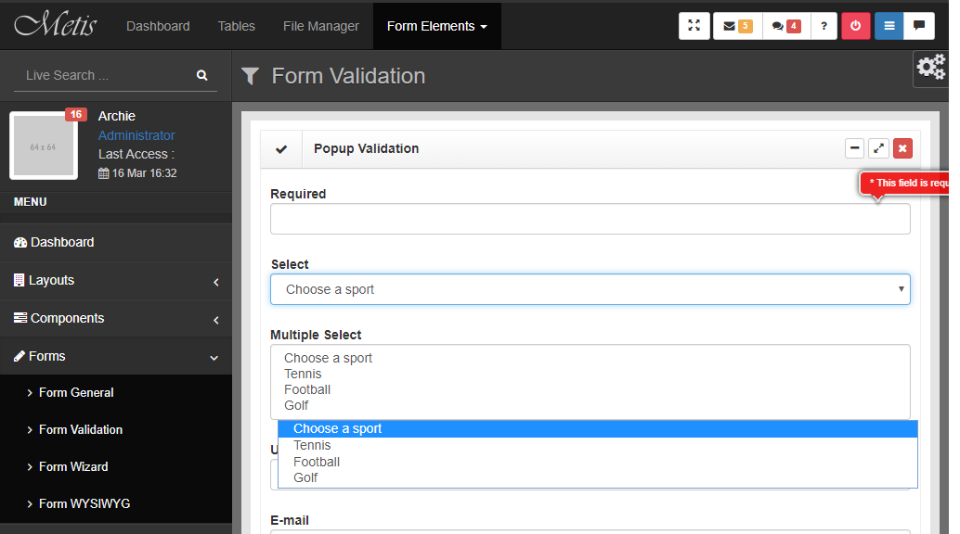 Metis Dashboard Tables File Manager Form Elements 5 4 ?
Live Search ...
Form Validation
16
64 x 64
Archie
Administrator
Last Access :
16 Mar 16:32
MENU
Dashboard
Layouts
Components
Forms
Form General
Form Validation
Form Wizard
Form WYSIWYG
Popup Validation
* This field is requ
Required
Select
Choose a sport
Multiple Select
Choose a sport
Tennis
Football
Golf
Choose a sport
Tennis
Football
Golf
U
E-mail